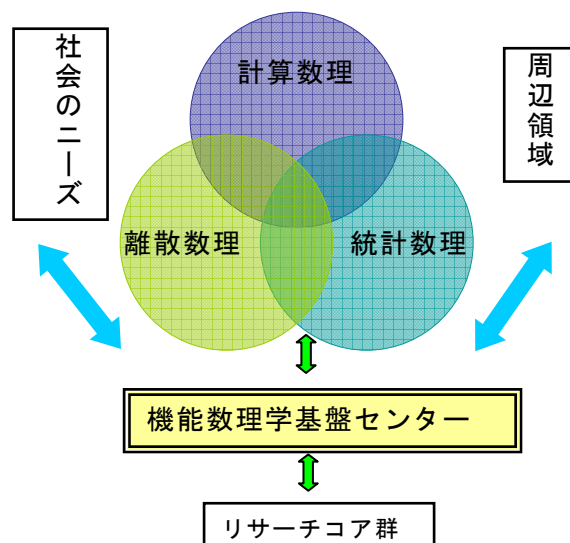 社会のニーズ
周辺領域
計算数理
離散数理
統計数理
機能数理学基盤センター
リサーチコア群